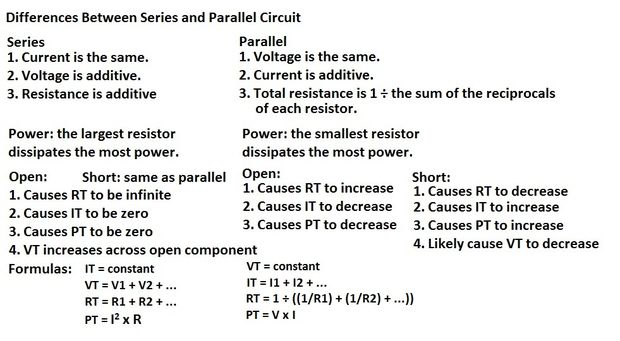 Differences Between Series and Parallel Circuit
Series
1. Current is the same.
2. Voltage is additive.
3. Resistance is additive
Parallel
1. Voltage is the same.
2. Current is additive.
3. Total resistance is 1 ÷ the sum of the reciprocals
of each resistor.
Power: the largest resistor
dissipates the most power.
Power: the smallest resistor
dissipates the most power.
Open: Short: same as parallel
1. Causes RT to be infinite
2. Causes IT to be zero
3. Causes PT to be zero
4. VT increases across open component
Open:
1. Causes RT to increase
2. Causes IT to decrease
3. Causes PT to decrease
Short:
1. Causes RT to decrease
2. Causes IT to increase
3. Causes PT to increase
4. Likely cause VT to decrease
Formulas: IT = constant
VT = V1 + V2 + ...
RT = R1 + R2 + ...
PT = I² x R
VT = constant
IT = I1 + I2 + ...
RT = 1 ÷ ((1/R1) + (1/R2) + ...))
PT = V x I